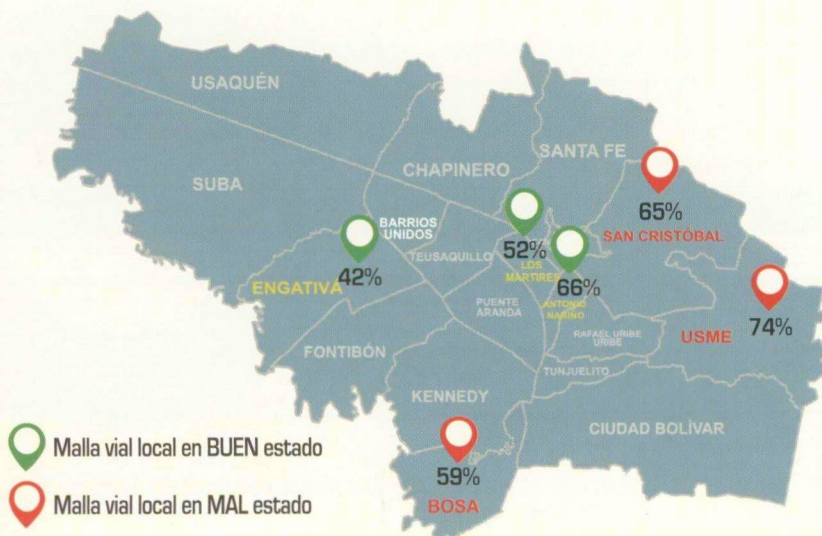 USAQUÉN
SANTA FE
CHAPINERO
SUBA
65%
SAN CRISTÓBAL
BARRIOS
UNIDOS
52%
LOS
MARTIRES
TEUSAQUILLO
42%
ENGATIVA
66%
ANTONIO
NARIÑO
PUENTE
ARANDA
RAFAEL URIBE
URIBE
USME
74%
FONTIBÓN
TUNJUELITO
KENNEDY
CIUDAD BOLÍVAR
59%
BOSA
Malla vial local en BUEN estado
Malla vial local en MAL estado